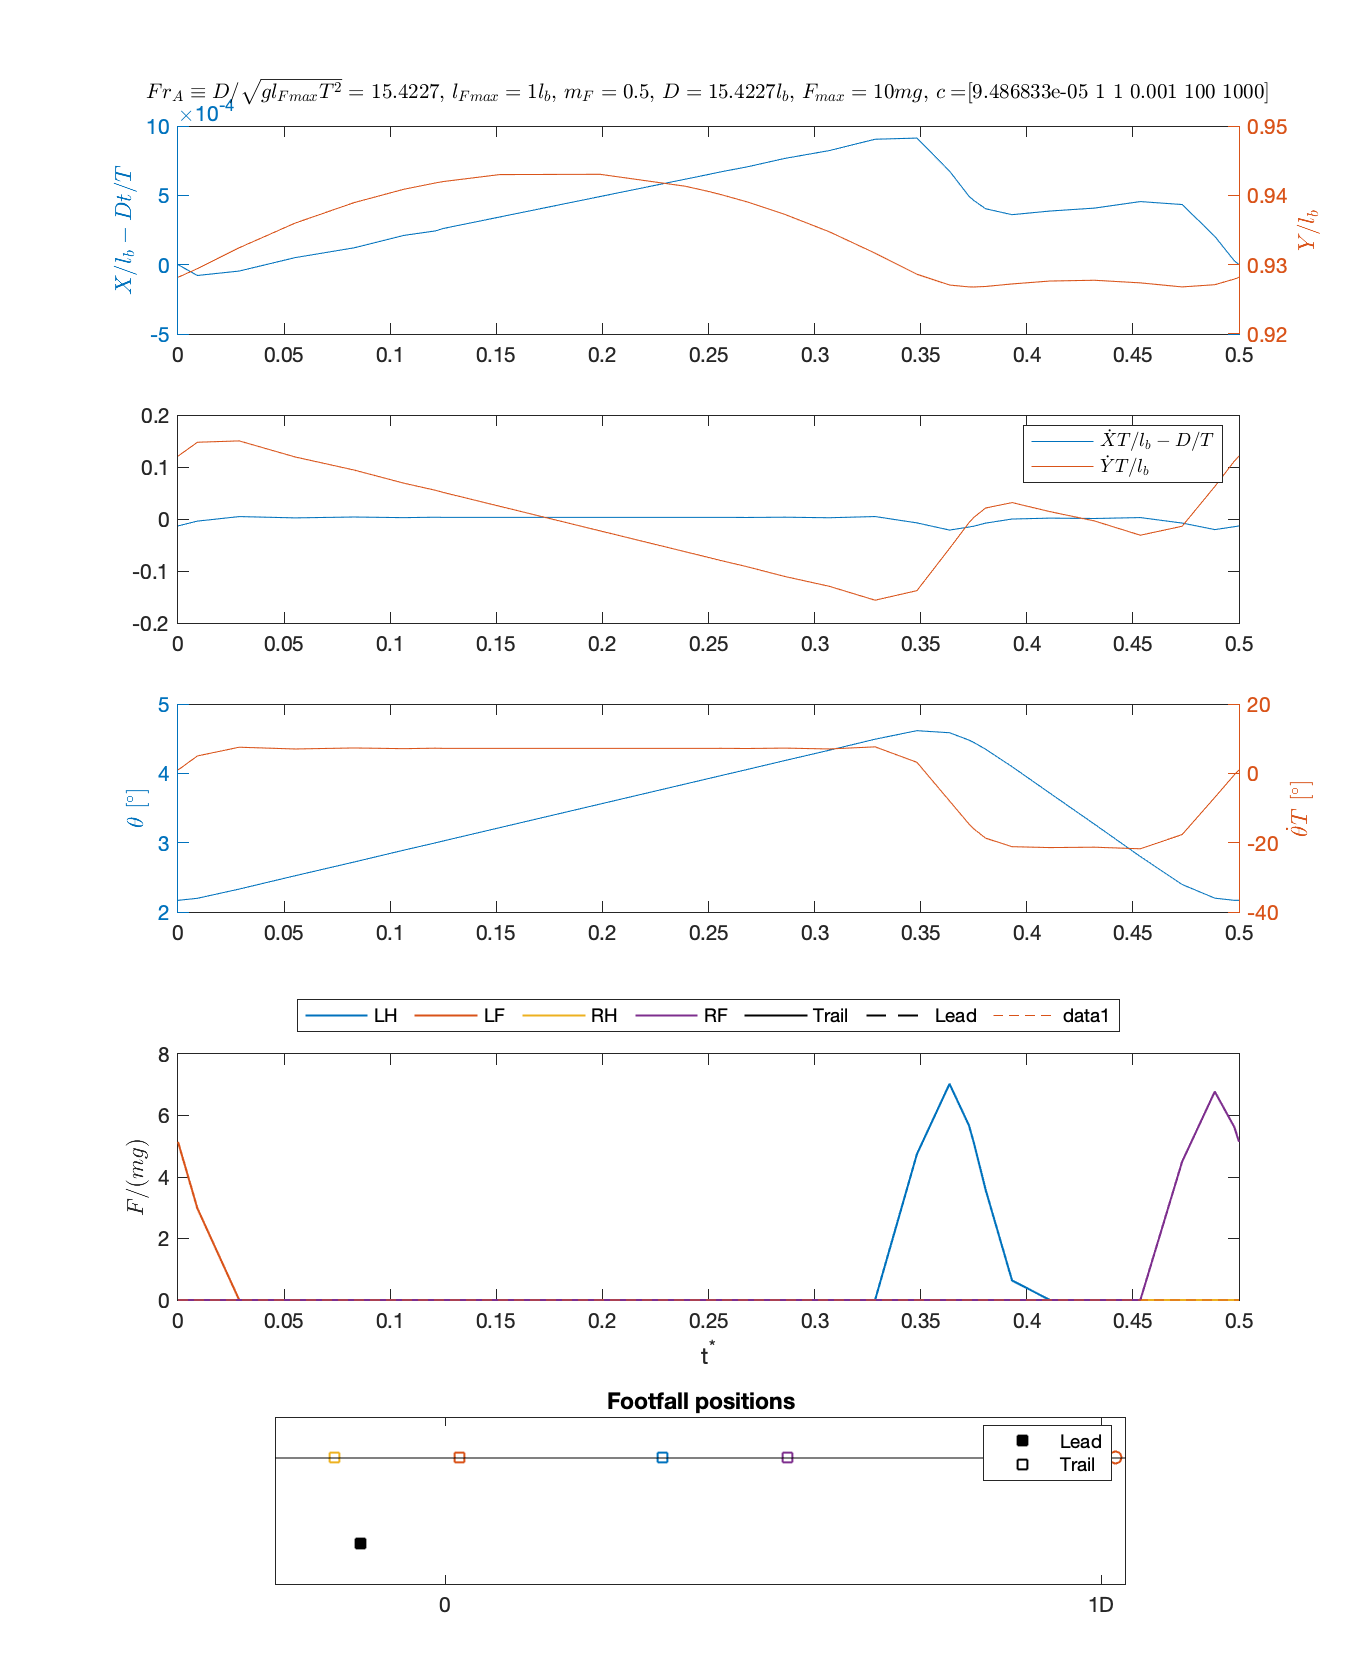 Fr_A ≡ D/√(gl_{Fmax}T²) = 15.4227, l_{Fmax} = 1l_b, m_F = 0.5, D = 15.4227l_b, F_{max} = 10mg, c =[9.486833e-05 1 1 0.001 100 1000]
×10⁻⁴
10
5
0
-5
X/l_b − Dt/T
0.95
0.94
0.93
0.92
Y/l_b
0 0.05 0.1 0.15 0.2 0.25 0.3 0.35 0.4 0.45 0.5
0.2
0.1
0
-0.1
-0.2
ẊT/l_b − D/T
ẎT/l_b
0 0.05 0.1 0.15 0.2 0.25 0.3 0.35 0.4 0.45 0.5
5
4
3
2
θ [°]
20
0
-20
-40
θ̇T [°]
0 0.05 0.1 0.15 0.2 0.25 0.3 0.35 0.4 0.45 0.5
LH LF RH RF Trail Lead data1
8
6
4
2
0
F/(mg)
0 0.05 0.1 0.15 0.2 0.25 0.3 0.35 0.4 0.45 0.5
t*
Footfall positions
Lead
Trail
0 1D